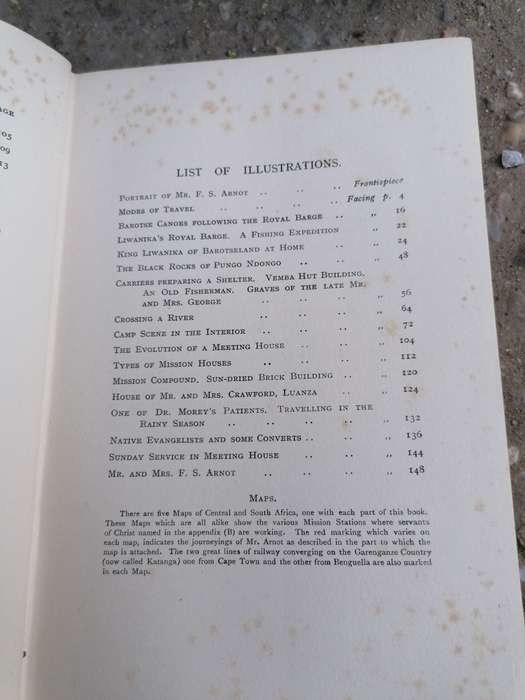 AGE
05
09
13
LIST OF ILLUSTRATIONS.
PORTRAIT OF MR. F. S. ARNOT .. .. .. Frontispiece
MODES OF TRAVEL .. .. .. Facing p. 4
BAROTSE CANOES FOLLOWING THE ROYAL BARGE .. „ 16
LIWANIKA'S ROYAL BARGE. A FISHING EXPEDITION „ 22
KING LIWANIKA OF BAROTSELAND AT HOME .. „ 24
THE BLACK ROCKS OF PUNGO NDONGO .. .. „ 48
CARRIERS PREPARING A SHELTER. VEMBA HUT BUILDING.
AN OLD FISHERMAN. GRAVES OF THE LATE MR.
AND MRS. GEORGE .. .. .. „ 56
CROSSING A RIVER .. .. .. „ 64
CAMP SCENE IN THE INTERIOR .. .. .. „ 72
THE EVOLUTION OF A MEETING HOUSE .. .. „ 104
TYPES OF MISSION HOUSES .. .. .. „ 112
MISSION COMPOUND. SUN-DRIED BRICK BUILDING .. „ 120
HOUSE OF MR. AND MRS. CRAWFORD, LUANZA .. „ 124
ONE OF DR. MOREY'S PATIENTS. TRAVELLING IN THE
RAINY SEASON .. .. .. .. „ 132
NATIVE EVANGELISTS AND SOME CONVERTS .. .. „ 136
SUNDAY SERVICE IN MEETING HOUSE .. .. „ 144
MR. AND MRS. F. S. ARNOT .. .. .. „ 148
MAPS.
There are five Maps of Central and South Africa, one with each part of this book.
These Maps which are all alike show the various Mission Stations where servants
of Christ named in the appendix (B) are working. The red marking which varies on
each map, indicates the journeyings of Mr. Arnot as described in the part to which the
map is attached. The two great lines of railway converging on the Garenganze Country
(now called Katanga) one from Cape Town and the other from Benguella are also marked
in each Map.